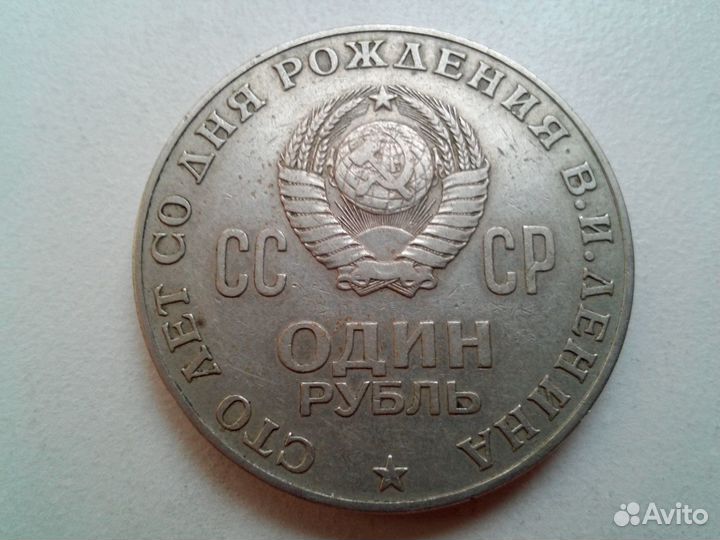 СТО ЛЕТ СО ДНЯ РОЖДЕНИЯ В.И.ЛЕНИНА
СС СР
ОДИН
РУБЛЬ
Avito